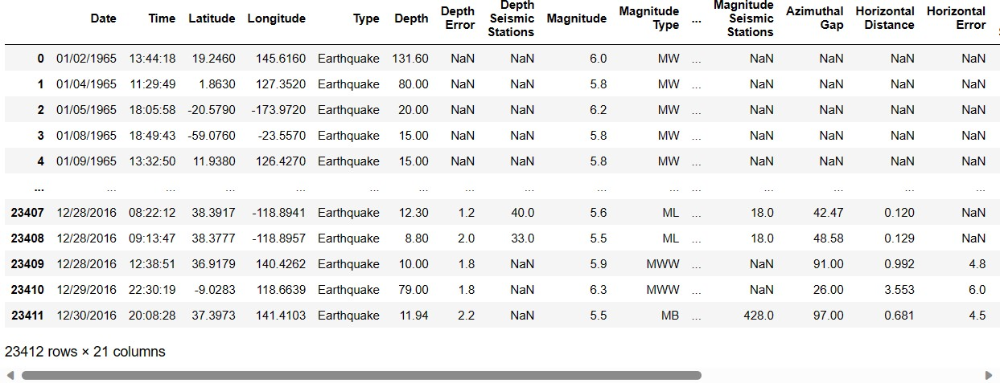 Date Time Latitude Longitude Type Depth Depth Error Depth Seismic Stations Magnitude Magnitude Type ... Magnitude Seismic Stations Azimuthal Gap Horizontal Distance Horizontal Error
0 01/02/1965 13:44:18 19.2460 145.6160 Earthquake 131.60 NaN NaN 6.0 MW ... NaN NaN NaN NaN
1 01/04/1965 11:29:49 1.8630 127.3520 Earthquake 80.00 NaN NaN 5.8 MW ... NaN NaN NaN NaN
2 01/05/1965 18:05:58 -20.5790 -173.9720 Earthquake 20.00 NaN NaN 6.2 MW ... NaN NaN NaN NaN
3 01/08/1965 18:49:43 -59.0760 -23.5570 Earthquake 15.00 NaN NaN 5.8 MW ... NaN NaN NaN NaN
4 01/09/1965 13:32:50 11.9380 126.4270 Earthquake 15.00 NaN NaN 5.8 MW ... NaN NaN NaN NaN
... ... ... ... ... ... ... ... ... ... ... ... ... ... ... ...
23407 12/28/2016 08:22:12 38.3917 -118.8941 Earthquake 12.30 1.2 40.0 5.6 ML ... 18.0 42.47 0.120 NaN
23408 12/28/2016 09:13:47 38.3777 -118.8957 Earthquake 8.80 2.0 33.0 5.5 ML ... 18.0 48.58 0.129 NaN
23409 12/28/2016 12:38:51 36.9179 140.4262 Earthquake 10.00 1.8 NaN 5.9 MWW ... NaN 91.00 0.992 4.8
23410 12/29/2016 22:30:19 -9.0283 118.6639 Earthquake 79.00 1.8 NaN 6.3 MWW ... NaN 26.00 3.553 6.0
23411 12/30/2016 20:08:28 37.3973 141.4103 Earthquake 11.94 2.2 NaN 5.5 MB ... 428.0 97.00 0.681 4.5
23412 rows × 21 columns